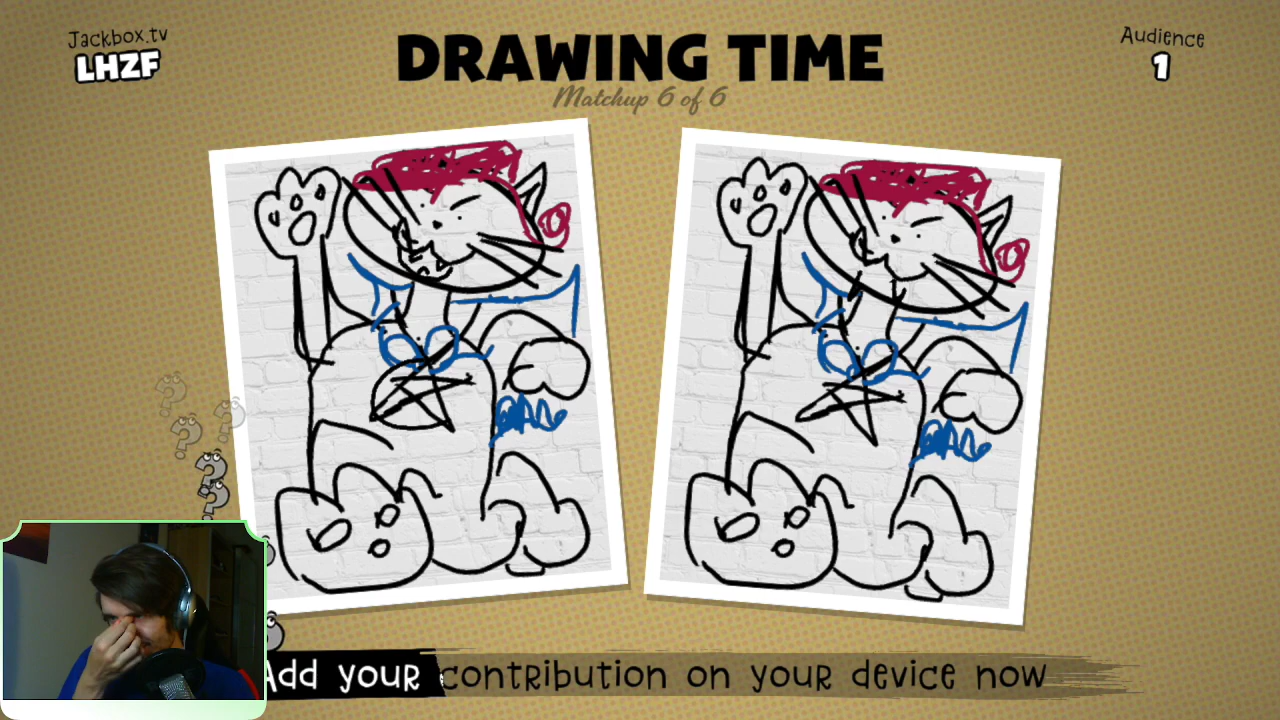 Jackbox.tv
LHZF
DRAWING TIME
Matchup 6 of 6
Audience
1
Add your contribution on your device now